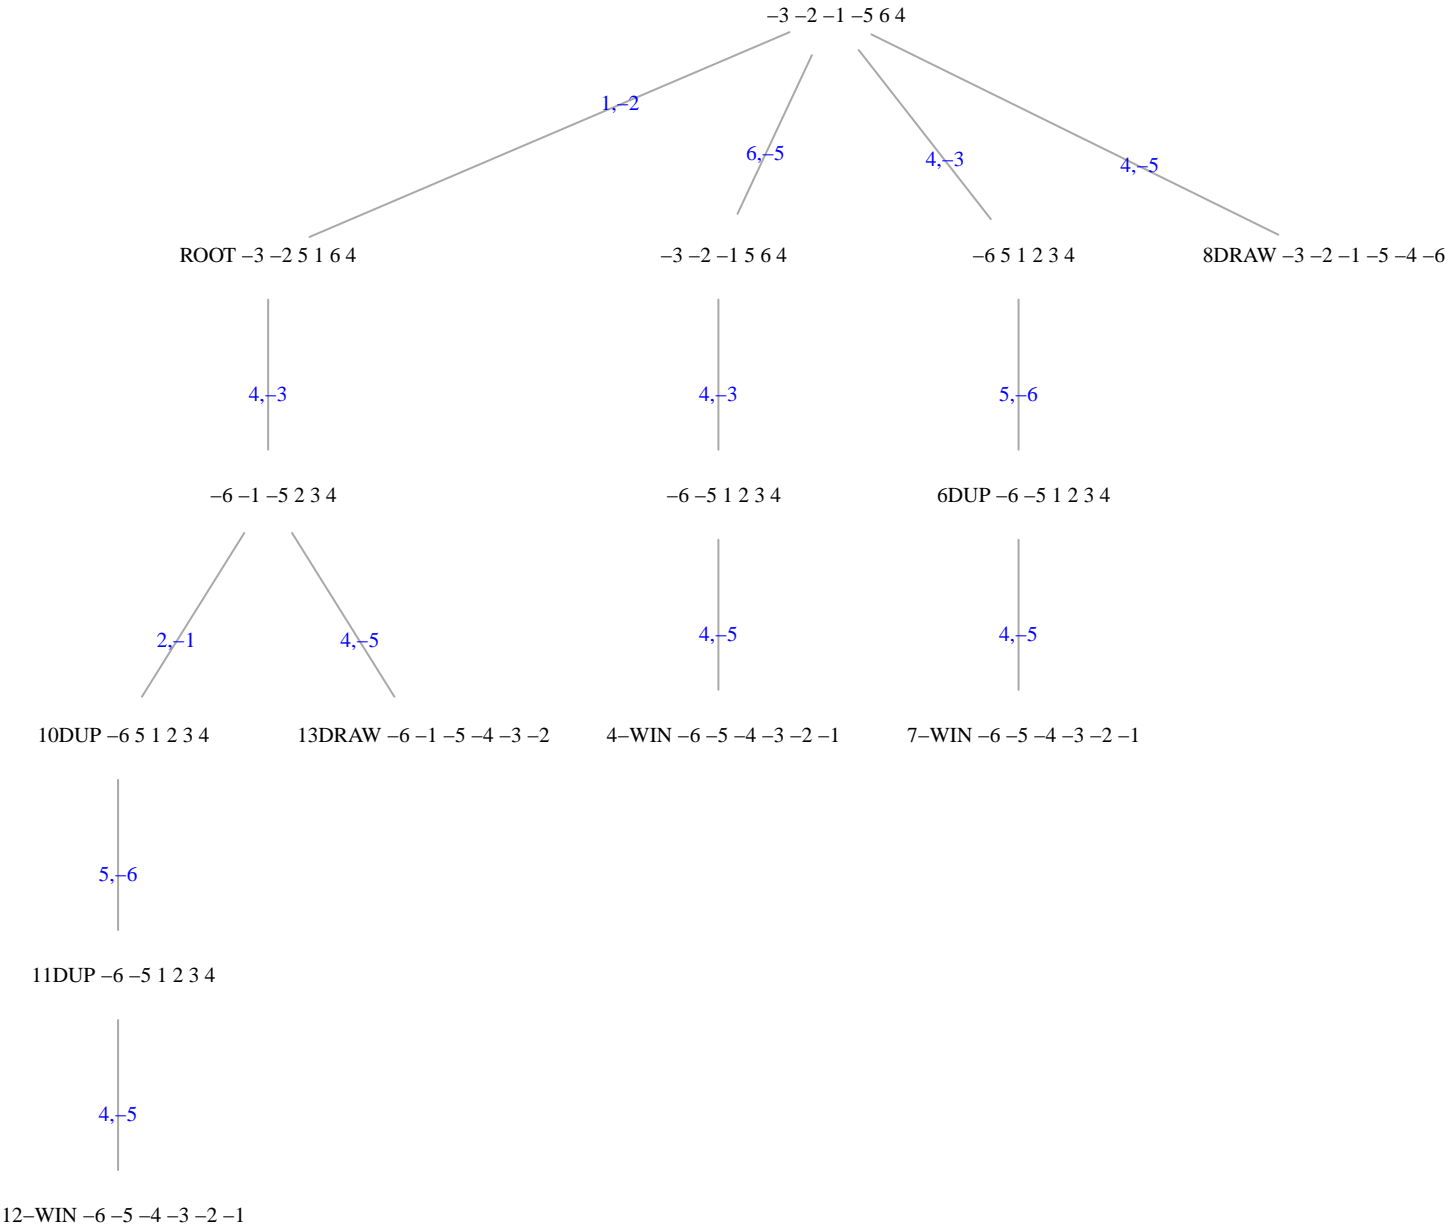 –3 –2 –1 –5 6 4
1,–2
6,–5
4,–3
4,–5
ROOT –3 –2 5 1 6 4
–3 –2 –1 5 6 4
–6 5 1 2 3 4
8DRAW –3 –2 –1 –5 –4 –6
4,–3
4,–3
5,–6
–6 –1 –5 2 3 4
–6 –5 1 2 3 4
6DUP –6 –5 1 2 3 4
2,–1
4,–5
4,–5
4,–5
10DUP –6 5 1 2 3 4
13DRAW –6 –1 –5 –4 –3 –2
4–WIN –6 –5 –4 –3 –2 –1
7–WIN –6 –5 –4 –3 –2 –1
5,–6
11DUP –6 –5 1 2 3 4
4,–5
12–WIN –6 –5 –4 –3 –2 –1